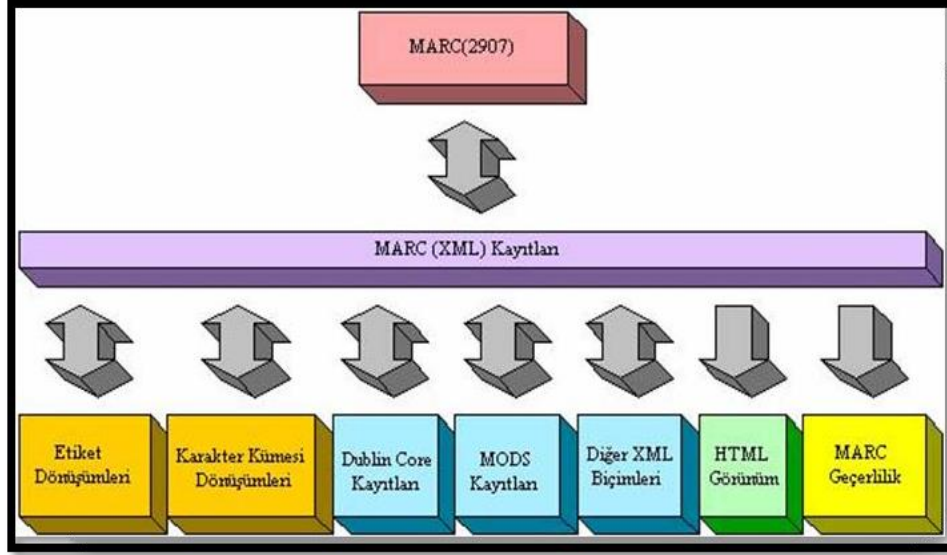 MARC(2907)
MARC (XML) Kayıtları
Etiket
Dönüşümleri
Karakter Kümesi
Dönüşümleri
Dublin Core
Kayıtları
MODS
Kayıtları
Diğer XML
Biçimleri
HTML
Görünüm
MARC
Geçerlilik